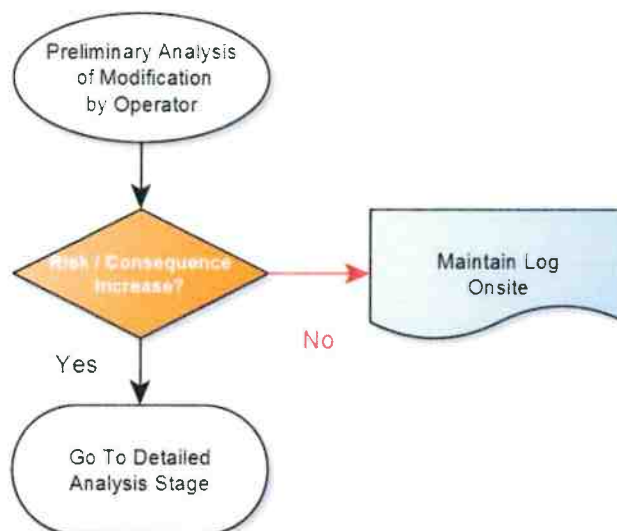 Preliminary Analysis
of Modification
by Operator
Risk / Consequence
Increase?
Maintain Log
Onsite
No
Yes
Go To Detailed
Analysis Stage